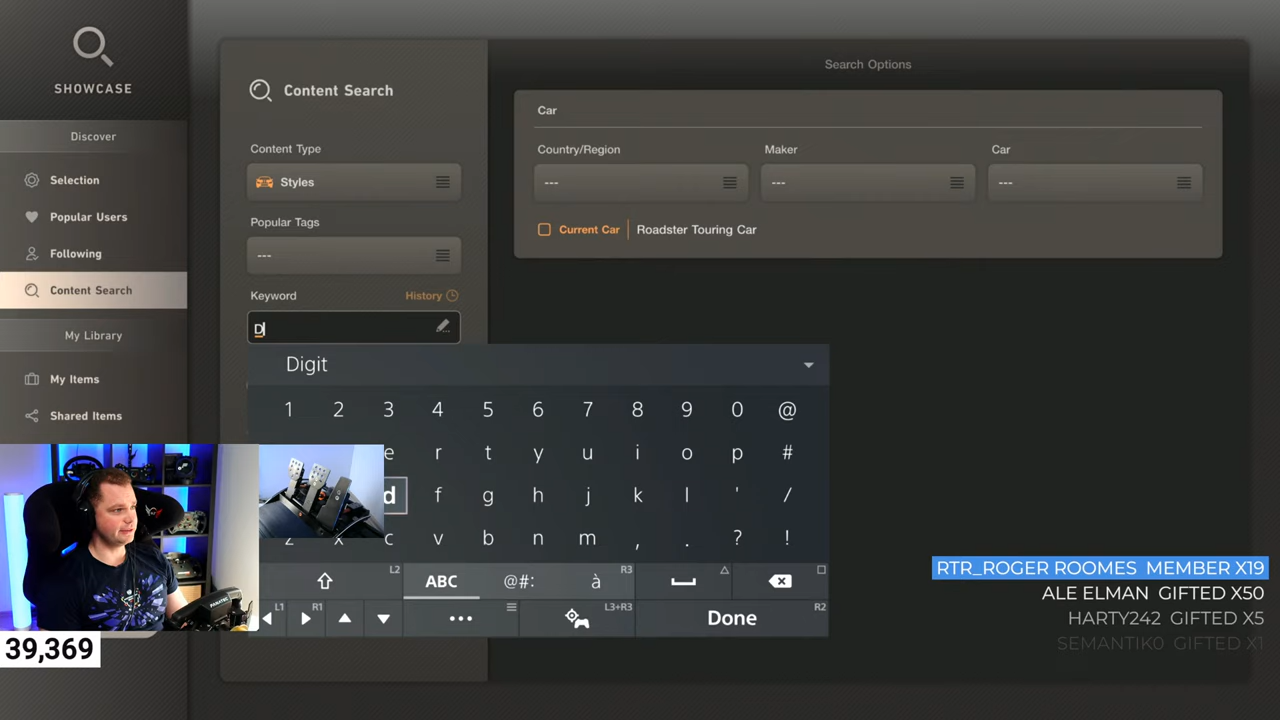 SHOWCASE
Discover
Selection
Popular Users
Following
Content Search
My Library
My Items
Shared Items
Content Search
Content Type
Styles
Popular Tags
---
Keyword
History
D
Search Options
Car
Country/Region
Maker
Car
---
---
---
Current Car
Roadster Touring Car
Digit
1 2 3 4 5 6 7 8 9 0 @
e r t y u i o p #
d f g h j k l ' /
z x c v b n m , . ? !
L2
ABC
@#:
à
R3
L1
R1
•••
L3+R3
Done
R2
RTR_ROGER ROOMES MEMBER X19
ALE ELMAN GIFTED X50
HARTY242 GIFTED X5
SEMANTIK0 GIFTED X1
FANATEC
39,369